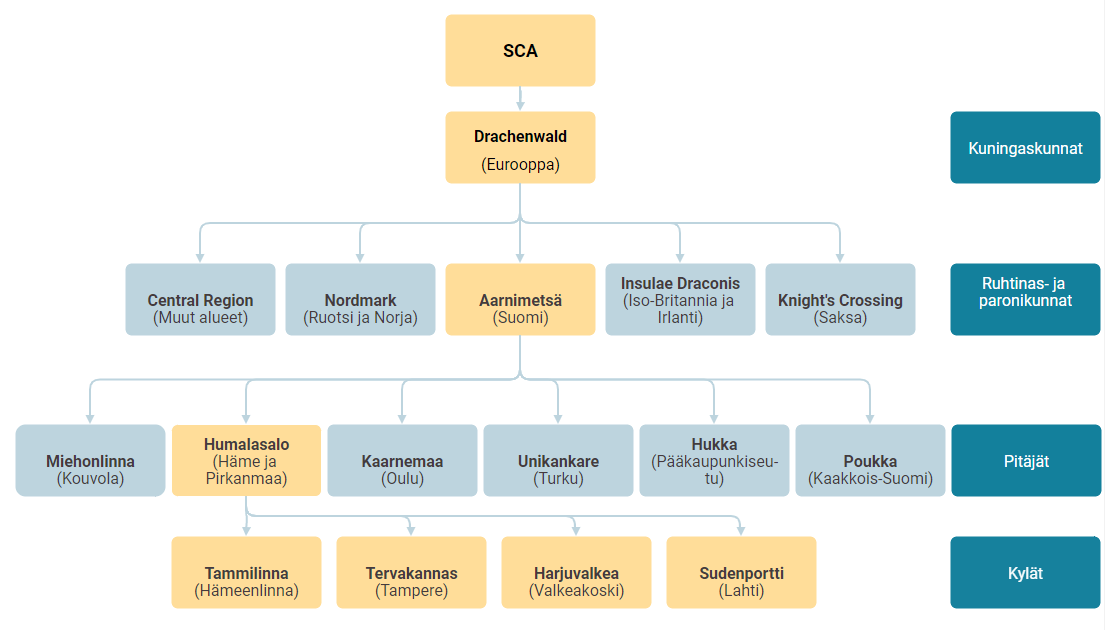 SCA
Drachenwald
(Eurooppa)
Kuningaskunnat
Central Region
(Muut alueet)
Nordmark
(Ruotsi ja Norja)
Aarnimetsä
(Suomi)
Insulae Draconis
(Iso-Britannia ja
Irlanti)
Knight's Crossing
(Saksa)
Ruhtinas- ja
paronikunnat
Miehonlinna
(Kouvola)
Humalasalo
(Häme ja
Pirkanmaa)
Kaarnemaa
(Oulu)
Unikankare
(Turku)
Hukka
(Pääkaupunkiseu-
tu)
Poukka
(Kaakkois-Suomi)
Pitäjät
Tammilinna
(Hämeenlinna)
Tervakannas
(Tampere)
Harjuvalkea
(Valkeakoski)
Sudenportti
(Lahti)
Kylät